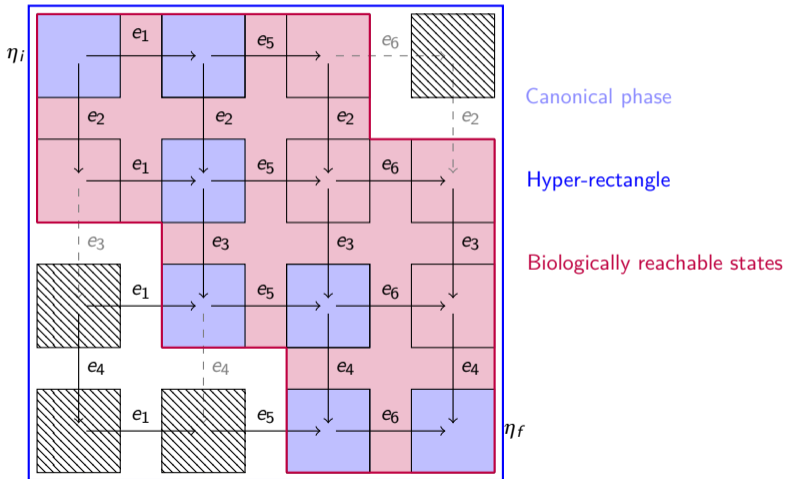 e1 e5 e6
ηi
e2 e2 e2 e2
Canonical phase
e1 e5 e6
Hyper-rectangle
e3 e3 e3 e3
Biologically reachable states
e1 e5 e6
e4 e4 e4 e4
e1 e5 e6
ηf